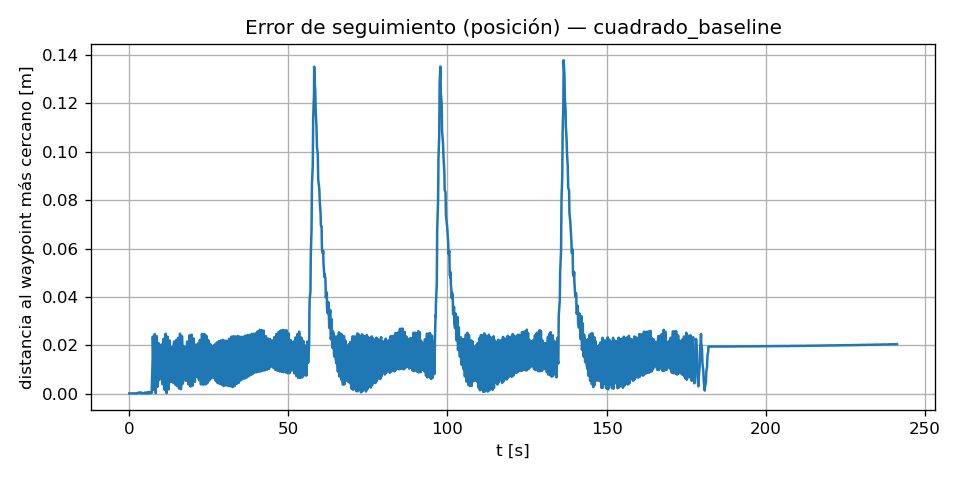 Error de seguimiento (posición) — cuadrado_baseline
distancia al waypoint más cercano [m]
0.14
0.12
0.10
0.08
0.06
0.04
0.02
0.00
0 50 100 150 200 250
t [s]